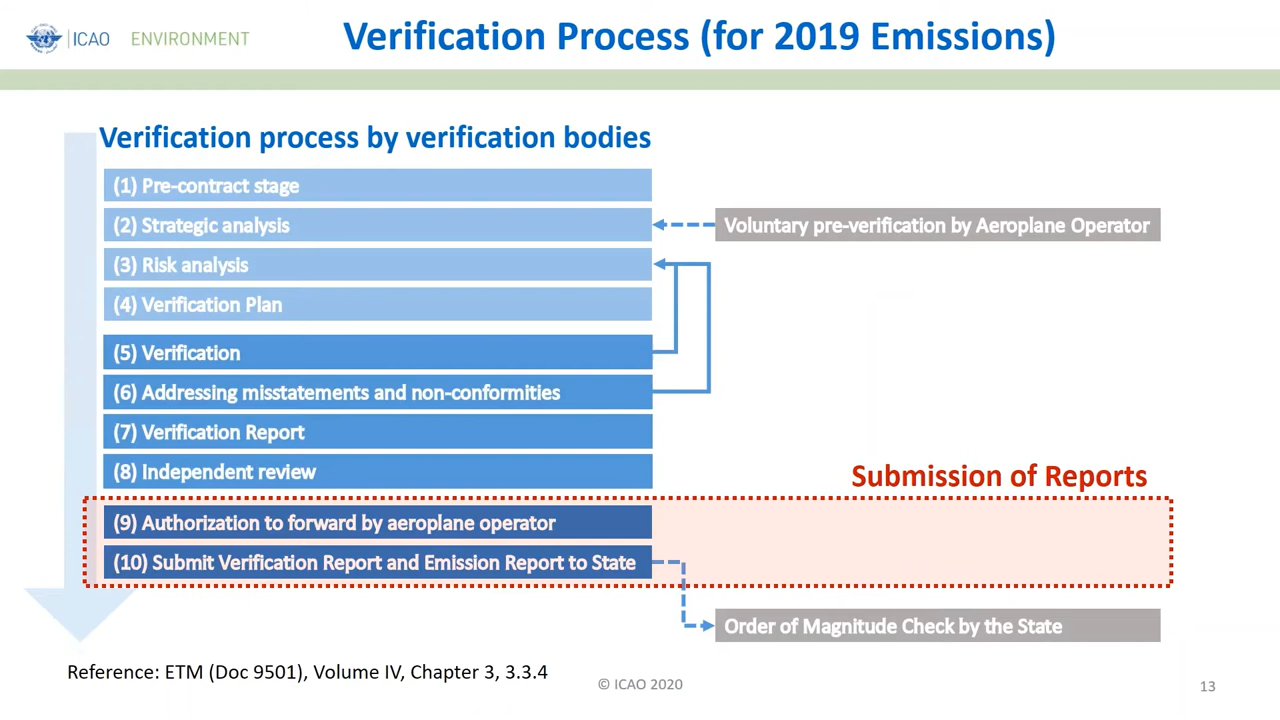 ICAO ENVIRONMENT
Verification Process (for 2019 Emissions)
Verification process by verification bodies
(1) Pre-contract stage
(2) Strategic analysis
Voluntary pre-verification by Aeroplane Operator
(3) Risk analysis
(4) Verification Plan
(5) Verification
(6) Addressing misstatements and non-conformities
(7) Verification Report
(8) Independent review
Submission of Reports
(9) Authorization to forward by aeroplane operator
(10) Submit Verification Report and Emission Report to State
Order of Magnitude Check by the State
Reference: ETM (Doc 9501), Volume IV, Chapter 3, 3.3.4
© ICAO 2020
13